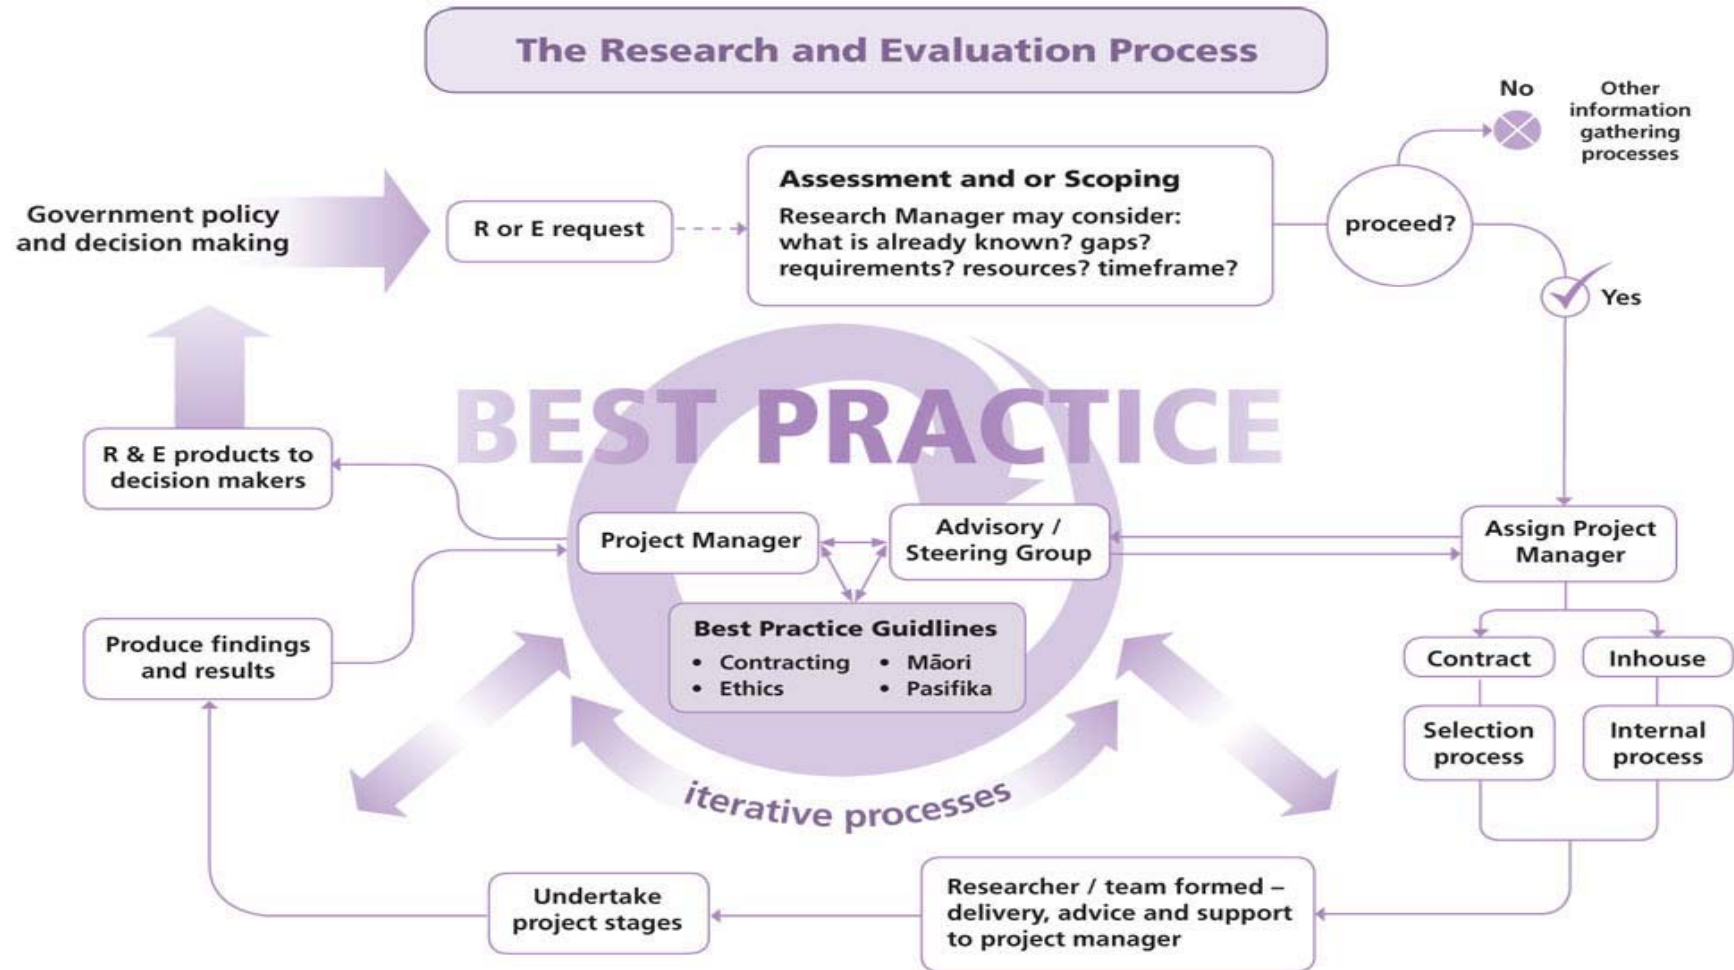 The Research and Evaluation Process
No
Other
information
gathering
processes
Government policy
and decision making
R or E request
Assessment and or Scoping
Research Manager may consider:
what is already known? gaps?
requirements? resources? timeframe?
proceed?
Yes
BEST PRACTICE
R & E products to
decision makers
Project Manager
Advisory /
Steering Group
Assign Project
Manager
Best Practice Guidlines
• Contracting • Māori
• Ethics • Pasifika
Produce findings
and results
Contract
Inhouse
Selection
process
Internal
process
iterative processes
Undertake
project stages
Researcher / team formed –
delivery, advice and support
to project manager